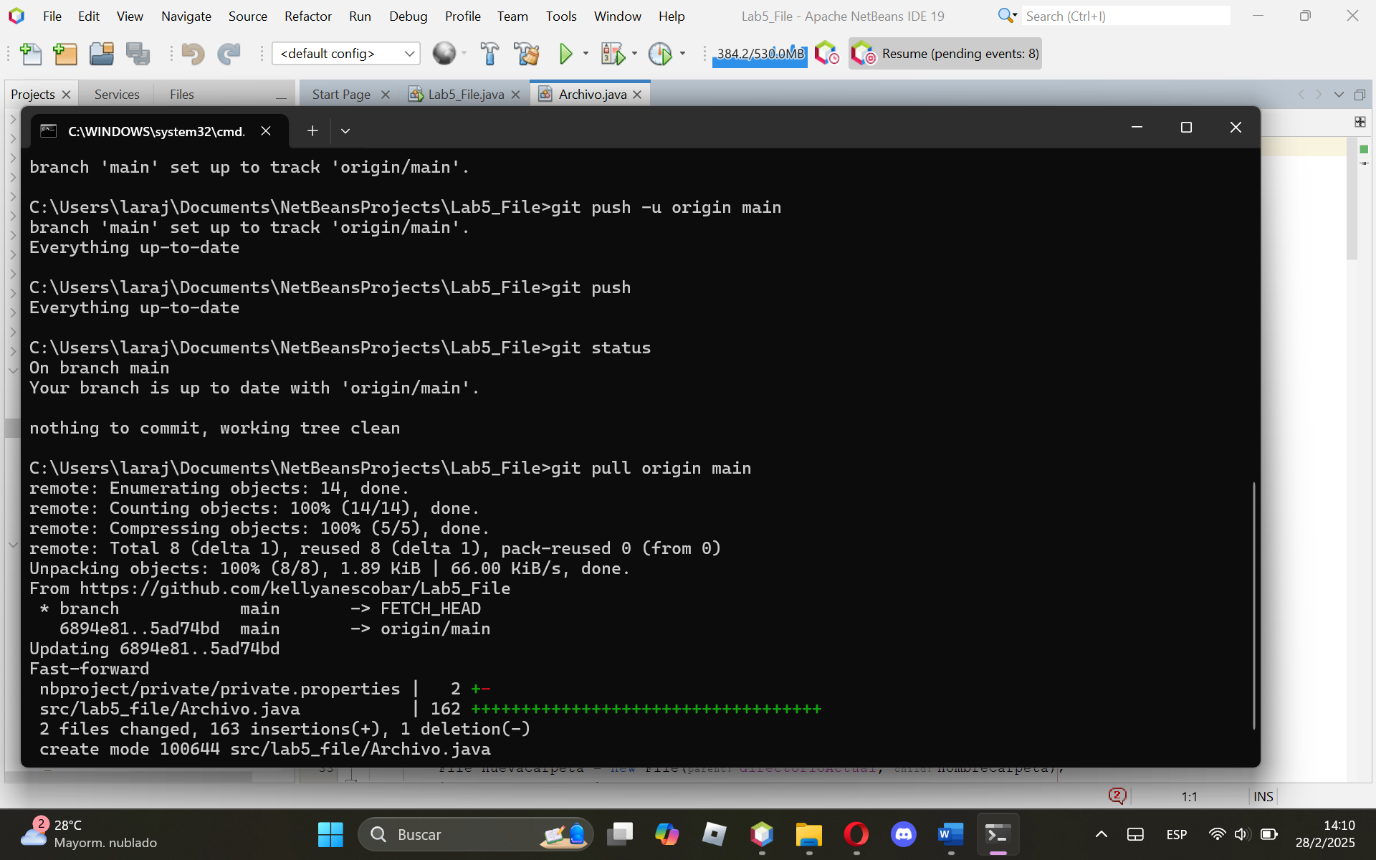 File Edit View Navigate Source Refactor Run Debug Profile Team Tools Window Help
Lab5_File - Apache NetBeans IDE 19
Search (Ctrl+I)
<default config>
384.2/530.0MB
Resume (pending events: 8)
Projects
Services
Files
Start Page
Lab5_File.java
Archivo.java
C:\WINDOWS\system32\cmd.
branch 'main' set up to track 'origin/main'.
C:\Users\laraj\Documents\NetBeansProjects\Lab5_File>git push -u origin main
branch 'main' set up to track 'origin/main'.
Everything up-to-date
C:\Users\laraj\Documents\NetBeansProjects\Lab5_File>git push
Everything up-to-date
C:\Users\laraj\Documents\NetBeansProjects\Lab5_File>git status
On branch main
Your branch is up to date with 'origin/main'.
nothing to commit, working tree clean
C:\Users\laraj\Documents\NetBeansProjects\Lab5_File>git pull origin main
remote: Enumerating objects: 14, done.
remote: Counting objects: 100% (14/14), done.
remote: Compressing objects: 100% (5/5), done.
remote: Total 8 (delta 1), reused 8 (delta 1), pack-reused 0 (from 0)
Unpacking objects: 100% (8/8), 1.89 KiB | 66.00 KiB/s, done.
From https://github.com/kellyanescobar/Lab5_File
* branch main -> FETCH_HEAD
6894e81..5ad74bd main -> origin/main
Updating 6894e81..5ad74bd
Fast-forward
nbproject/private/private.properties | 2 +-
src/lab5_file/Archivo.java | 162 +++++++++++++++++++++++++++++++++++
2 files changed, 163 insertions(+), 1 deletion(-)
create mode 100644 src/lab5_file/Archivo.java
2
1:1
INS
2
28°C
Mayorm. nublado
Buscar
ESP
14:10
28/2/2025